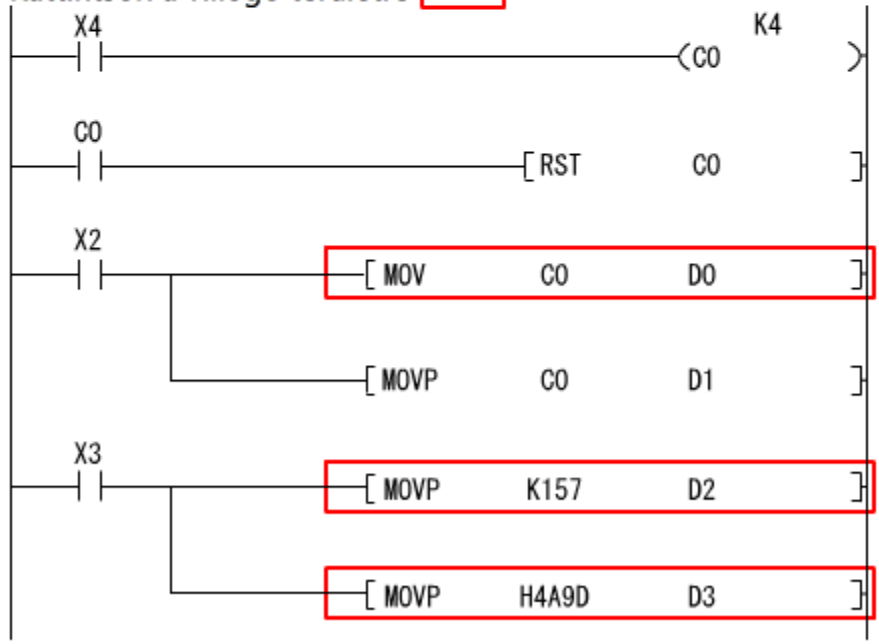 X4 K4
(C0 )
C0
[ RST C0 ]
X2
[ MOV C0 D0 ]
[ MOVP C0 D1 ]
X3
[ MOVP K157 D2 ]
[ MOVP H4A9D D3 ]